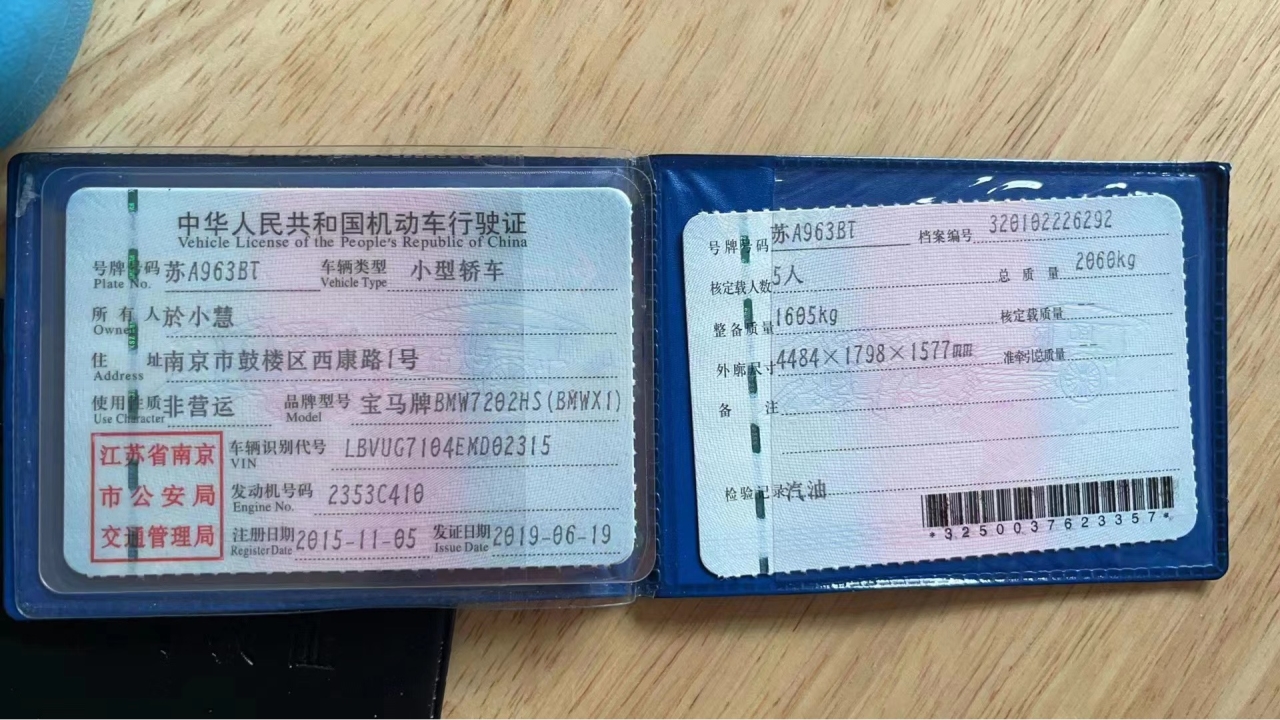 中华人民共和国机动车行驶证
Vehicle License of the People's Republic of China
号牌号码 苏A963BT 车辆类型 小型轿车
Plate No. Vehicle Type
所有人 於小慧
Owner
住址 南京市鼓楼区西康路1号
Address
使用性质 非营运 品牌型号 宝马牌BMW7202HS(BMWX1)
Use Character Model
江苏省南京
市公安局
交通管理局
车辆识别代号 LBVUG7104EMD02315
VIN
发动机号码 2353C410
Engine No.
注册日期 2015-11-05 发证日期 2019-06-19
Register Date Issue Date
号牌号码 苏A963BT 档案编号 320102226292
核定载人数 5人 总质量 2060kg
整备质量 1605kg 核定载质量 --
外廓尺寸 4484×1798×1577mm 准牵引总质量 --
备注
检验记录 汽油
*3250037623357*